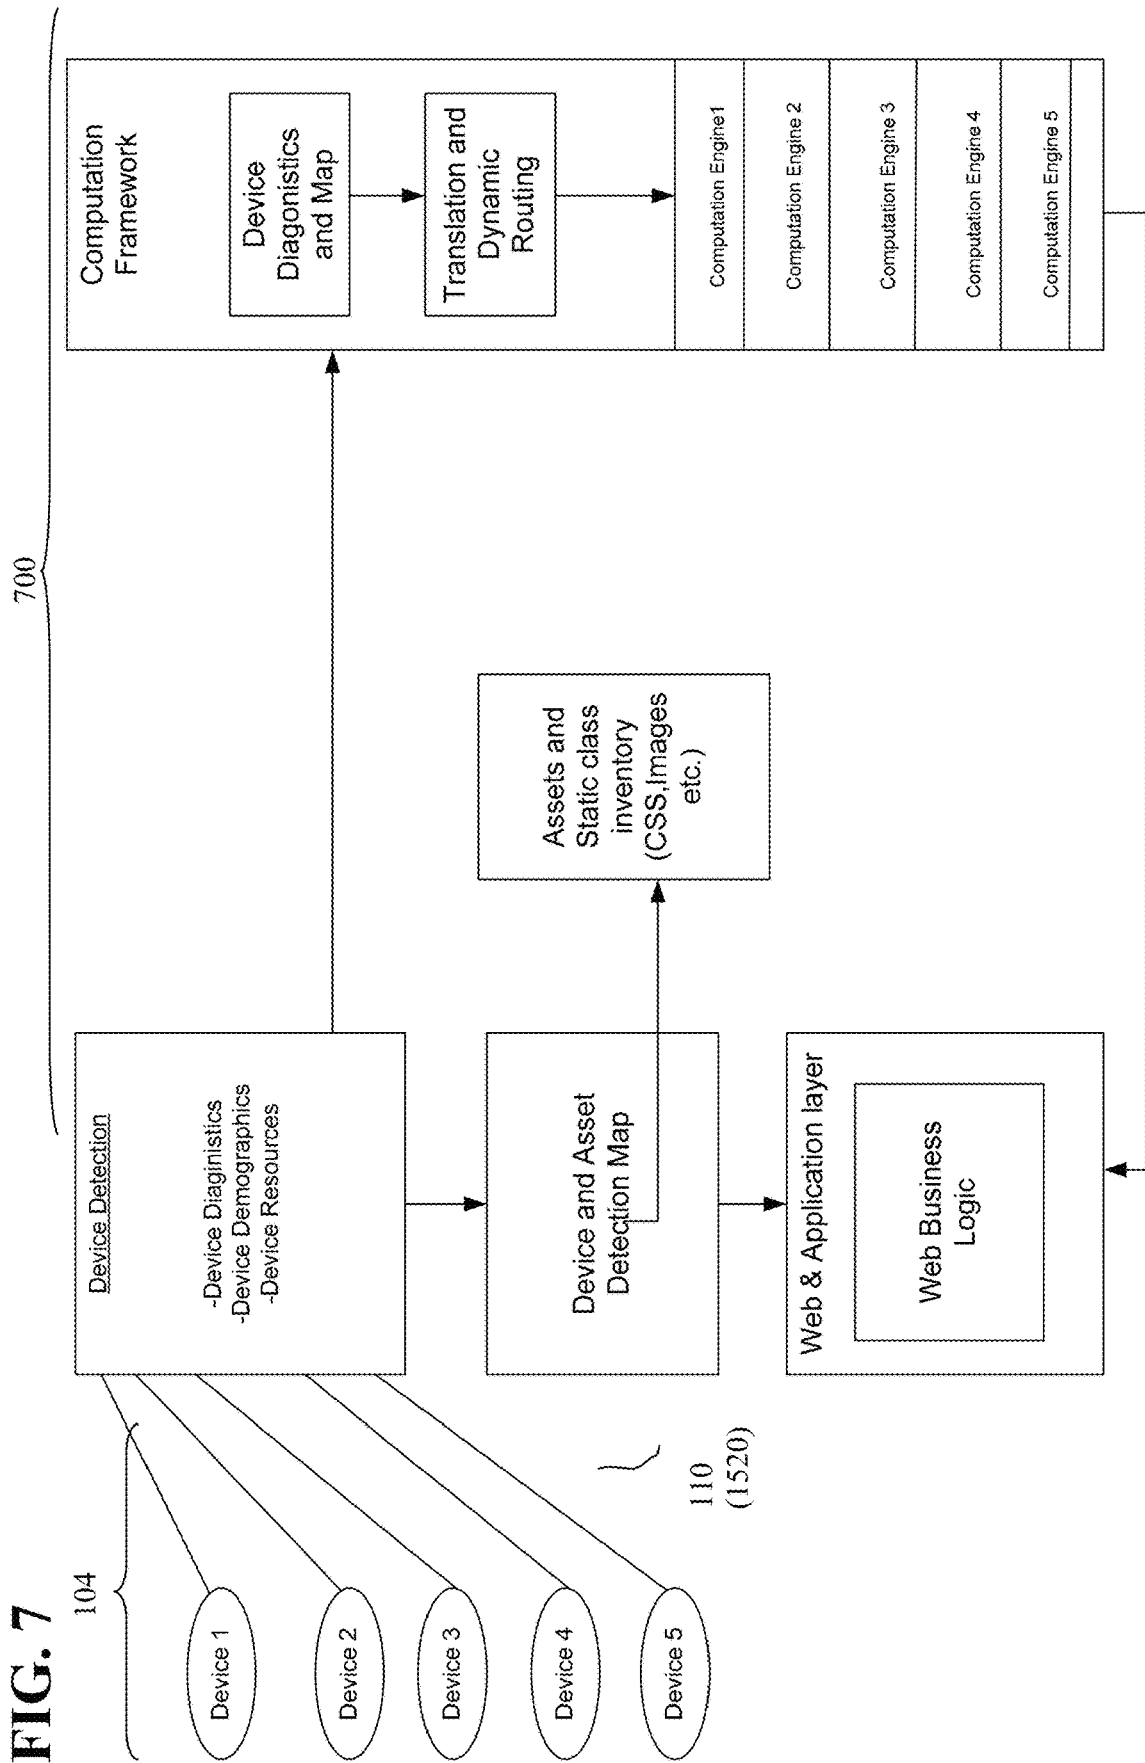 FIG. 7
104
700
Device 1
Device 2
Device 3
Device 4
Device 5
110
(1520)
Device Detection
-Device Diaginistics
-Device Demographics
-Device Resources
Device and Asset
Detection Map
Web & Application layer
Web Business
Logic
Assets and
Static class
inventory
(CSS,Images
etc.)
Computation
Framework
Device
Diagonistics
and Map
Translation and
Dynamic
Routing
Computation Engine1
Computation Engine 2
Computation Engine 3
Computation Engine 4
Computation Engine 5